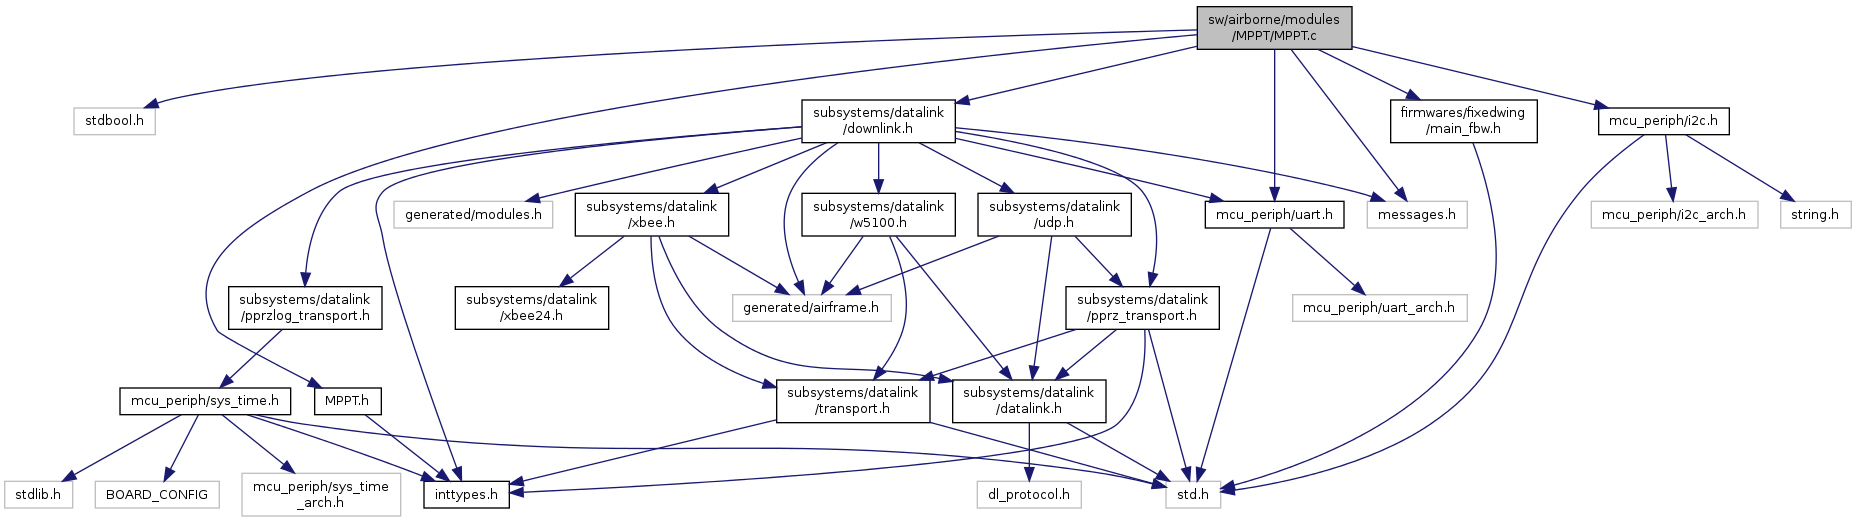 sw/airborne/modules
/MPPT/MPPT.c
stdbool.h
subsystems/datalink
/downlink.h
firmwares/fixedwing
/main_fbw.h
mcu_periph/i2c.h
generated/modules.h
subsystems/datalink
/xbee.h
subsystems/datalink
/w5100.h
subsystems/datalink
/udp.h
mcu_periph/uart.h
messages.h
mcu_periph/i2c_arch.h
string.h
subsystems/datalink
/pprzlog_transport.h
subsystems/datalink
/xbee24.h
generated/airframe.h
subsystems/datalink
/pprz_transport.h
mcu_periph/uart_arch.h
mcu_periph/sys_time.h
MPPT.h
subsystems/datalink
/transport.h
subsystems/datalink
/datalink.h
stdlib.h
BOARD_CONFIG
mcu_periph/sys_time
_arch.h
inttypes.h
dl_protocol.h
std.h